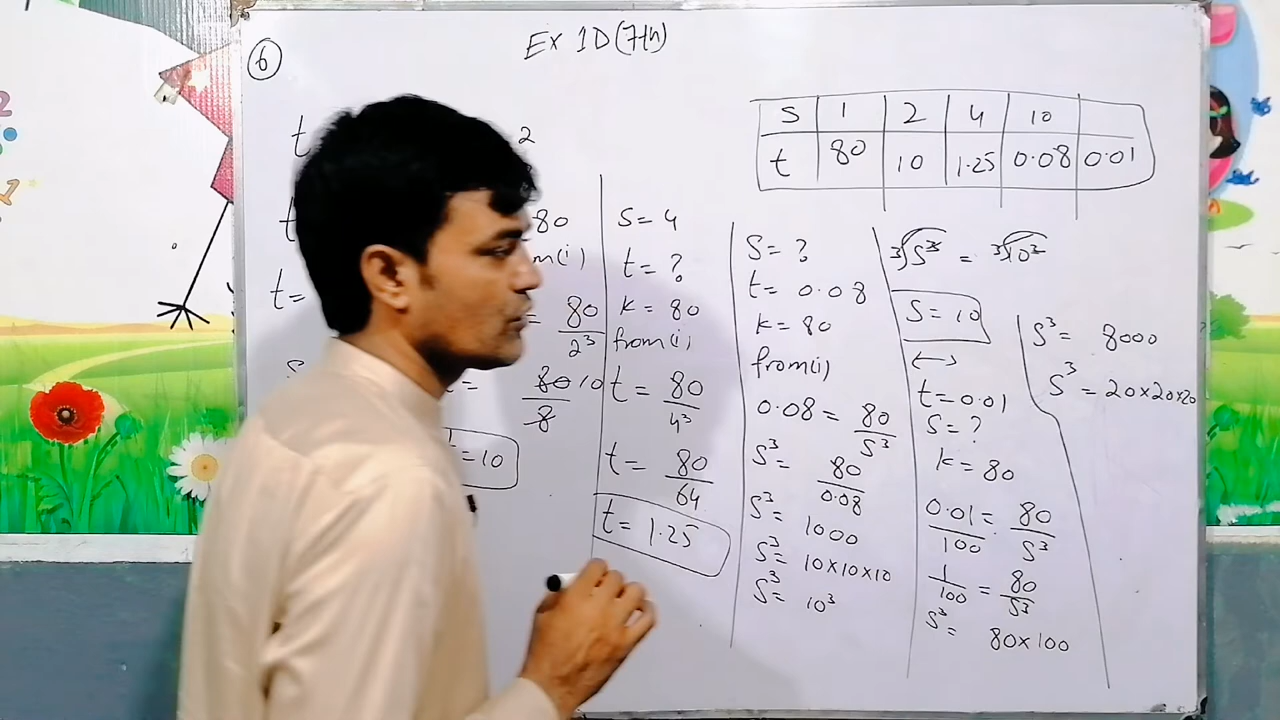 6
Ex 1D (7th)
S 1 2 4 10
t 80 10 1.25 0.08 0.01
t 2
t 80
t=
= 80/2³
= 80 10/8
t = 10
S = 4
t = ?
K = 80
from(i)
t = 80/4³
t = 80/64
t = 1.25
S = ?
t = 0.08
K = 80
from(i)
0.08 = 80/S³
S³ = 80/0.08
S³ = 1000
S³ = 10×10×10
S³ = 10³
³√S³ = ³√10³
S = 10
↔
t = 0.01
S = ?
K = 80
0.01/100 = 80/S³
1/100 = 80/S³
S³ = 80×100
S³ = 8000
S³ = 20×20×20